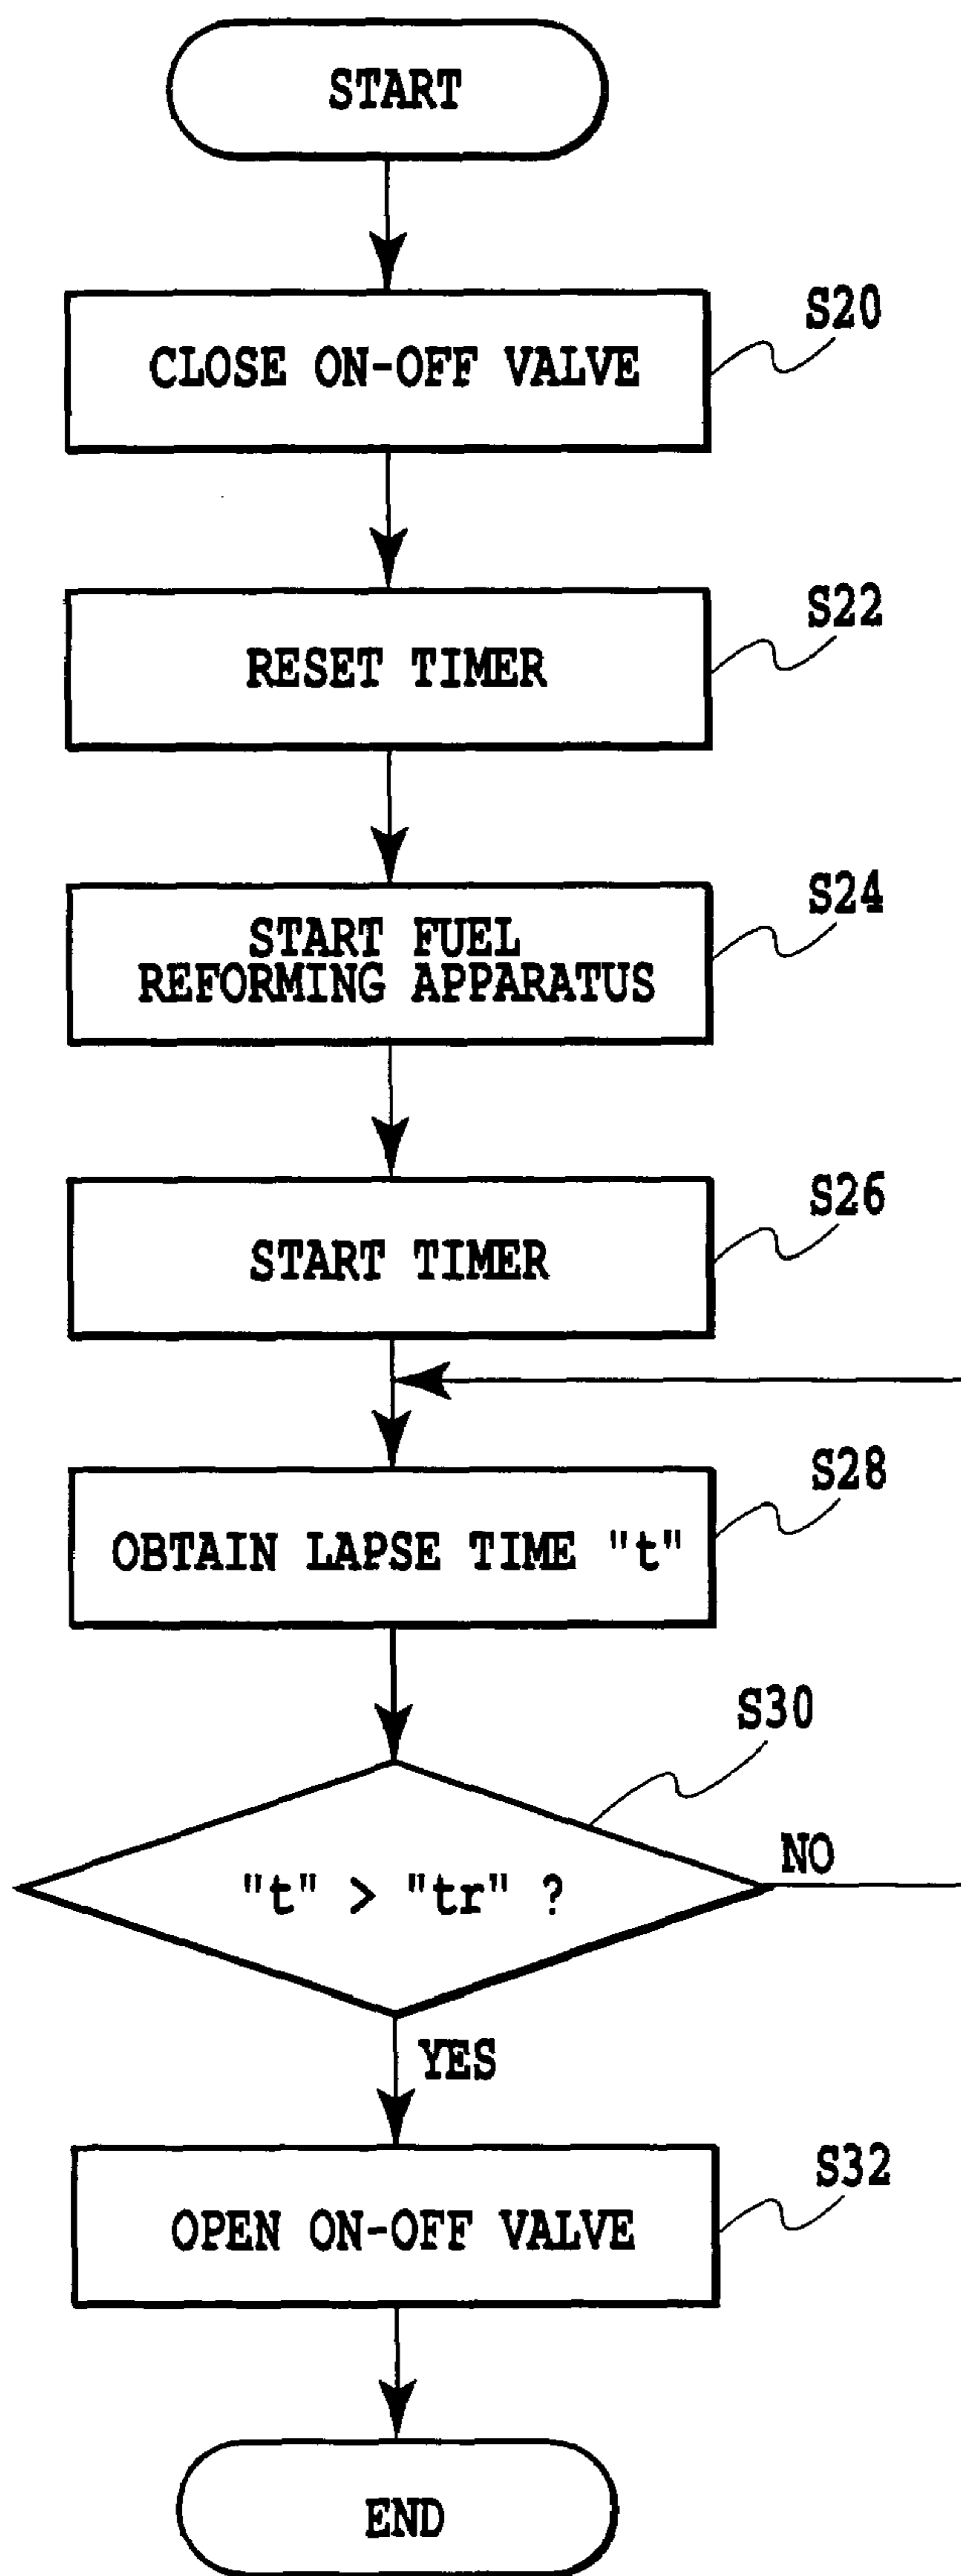 START
S20
CLOSE ON-OFF VALVE
S22
RESET TIMER
S24
START FUEL
REFORMING APPARATUS
S26
START TIMER
S28
OBTAIN LAPSE TIME "t"
S30
"t" > "tr" ?
NO
YES
S32
OPEN ON-OFF VALVE
END